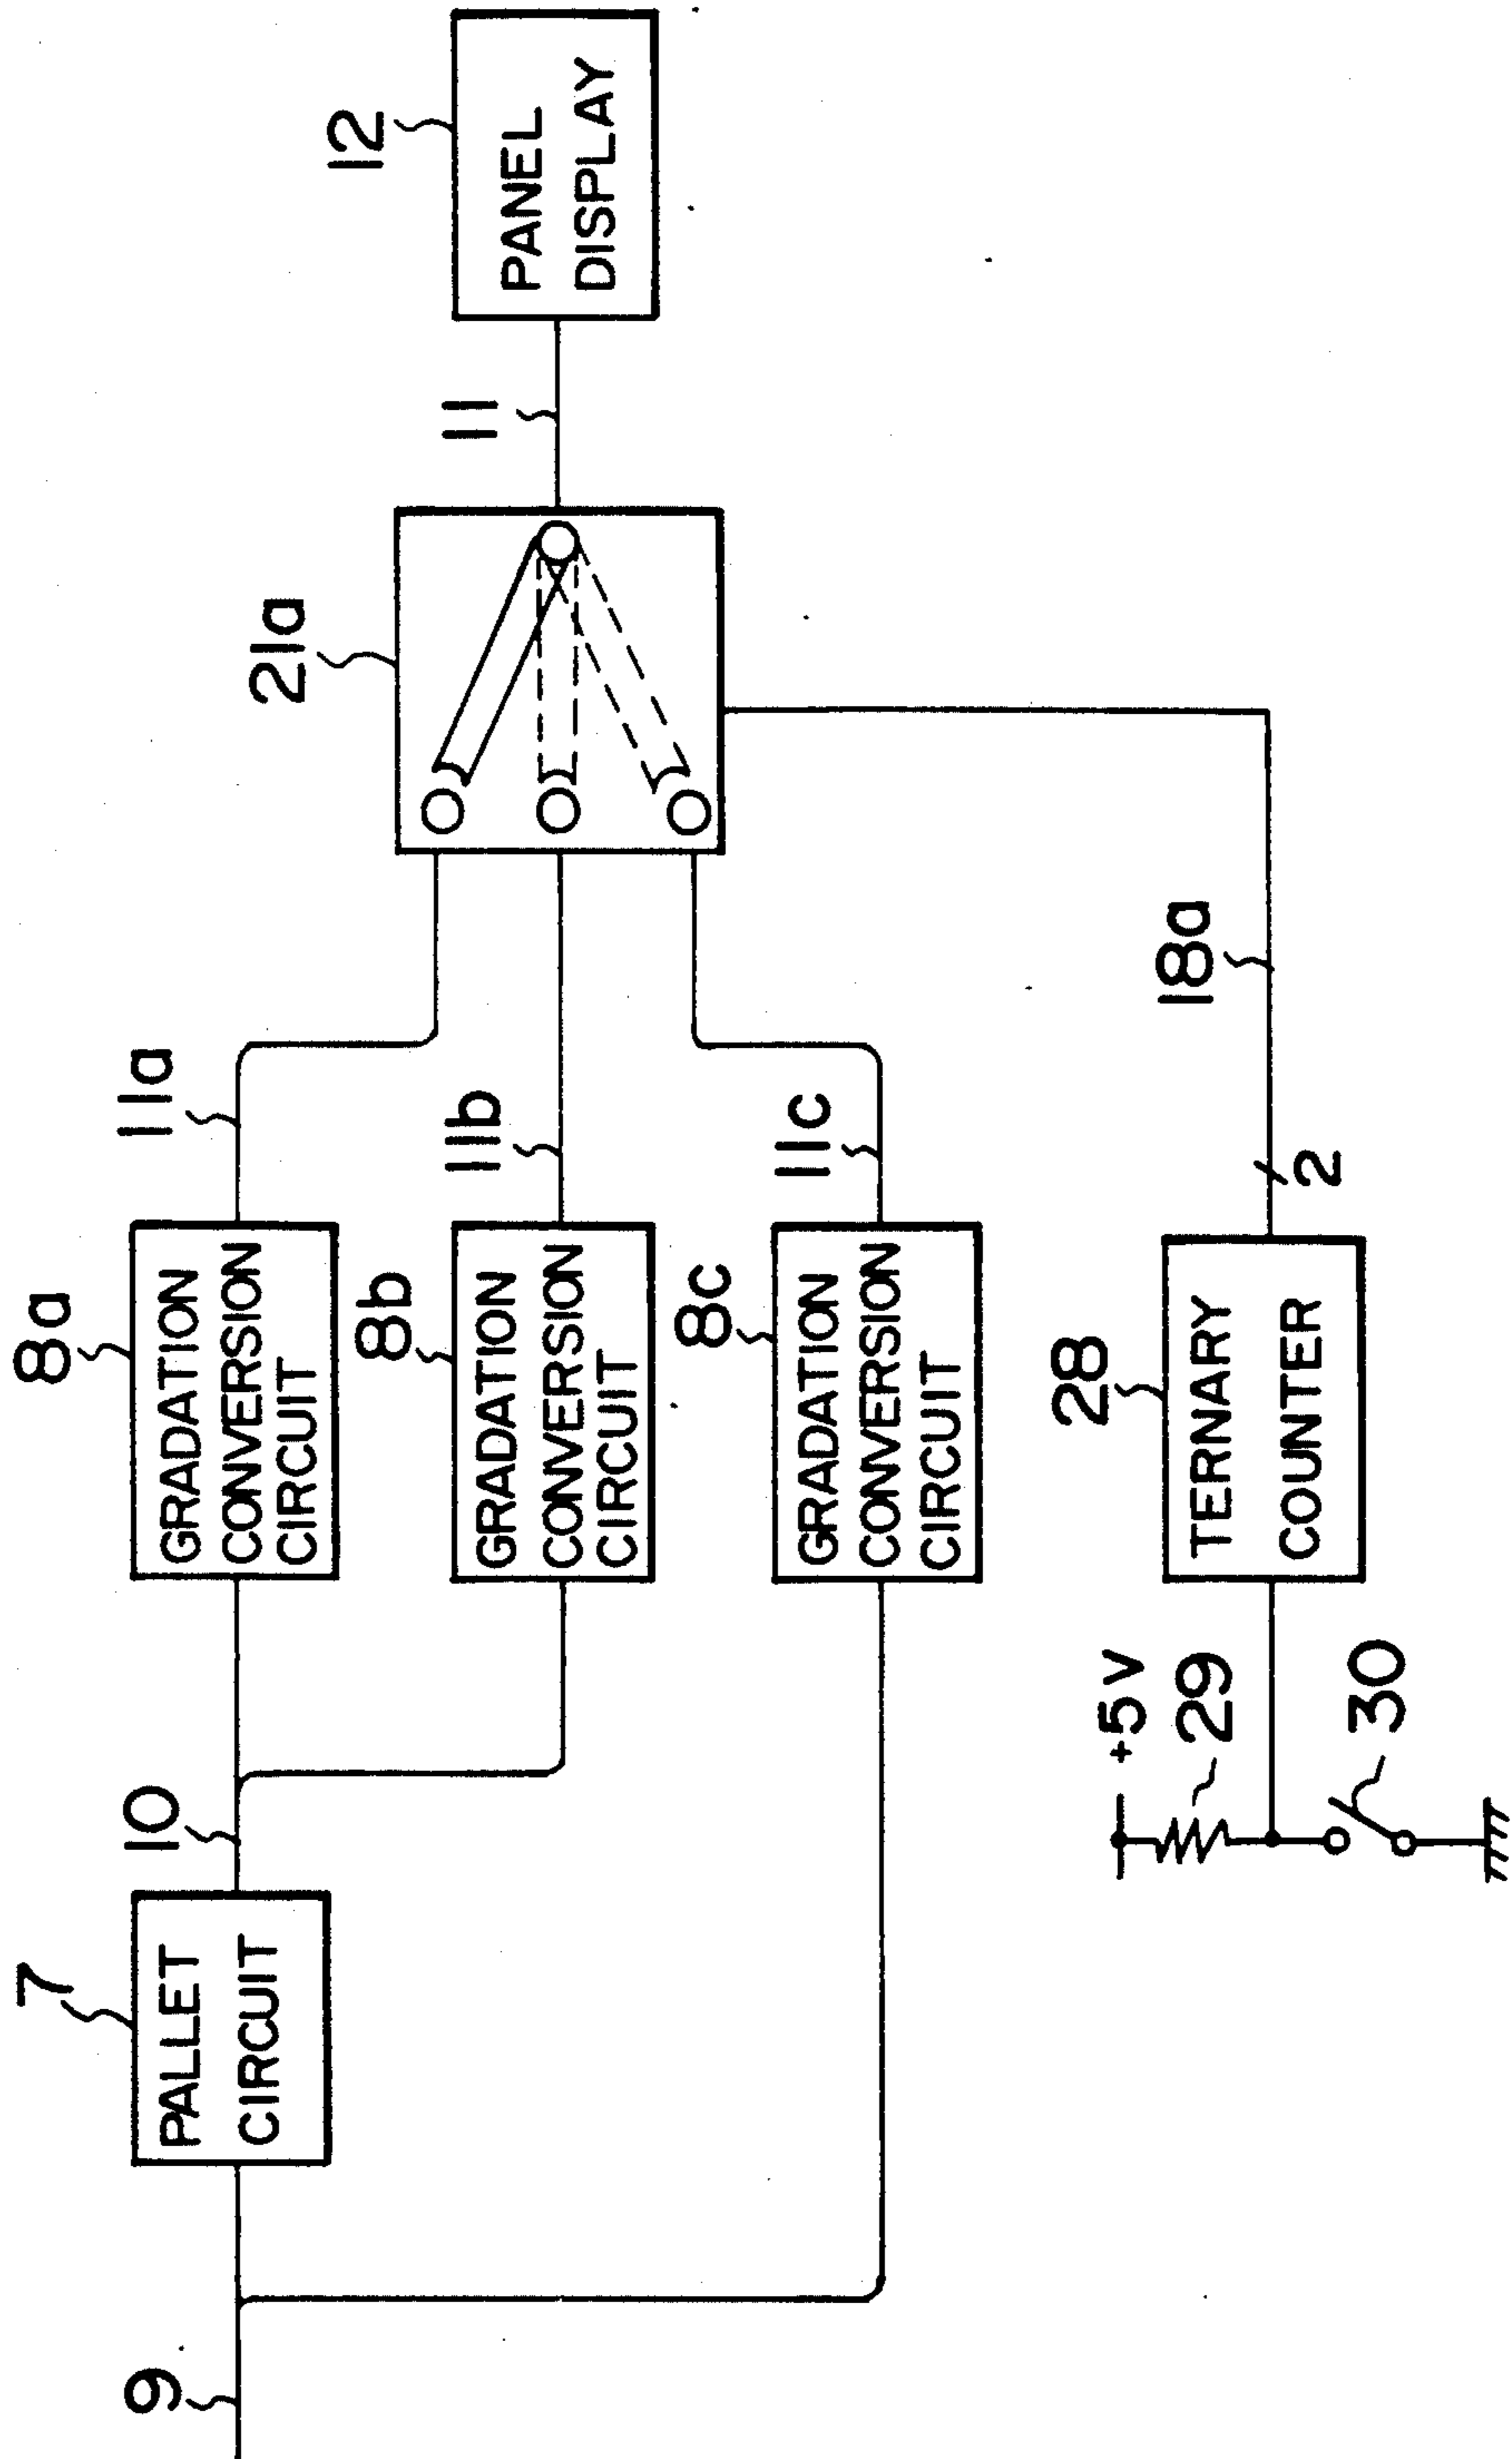 9
7
PALLET
CIRCUIT
10
8a
GRADATION
CONVERSION
CIRCUIT
11a
8b
GRADATION
CONVERSION
CIRCUIT
11b
8c
GRADATION
CONVERSION
CIRCUIT
11c
21a
11
12
PANEL
DISPLAY
+5V
29
30
28
TERNARY
COUNTER
2
18a